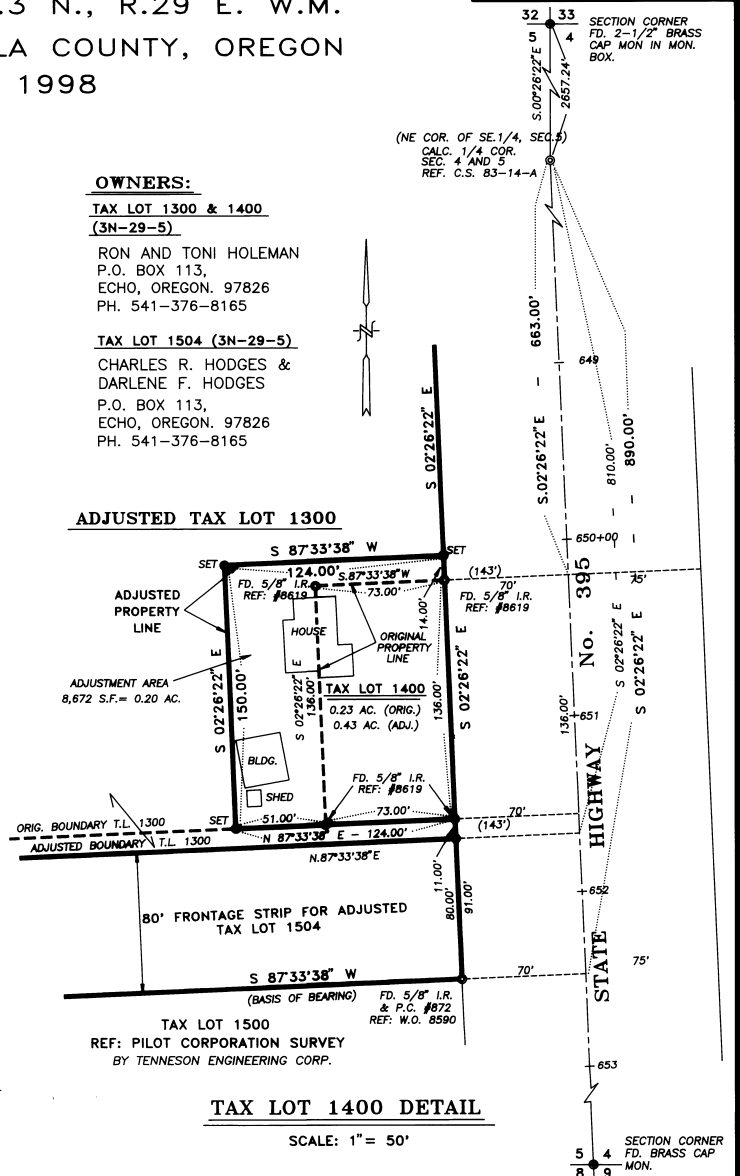 .3 N., R.29 E. W.M.
LA COUNTY, OREGON
1998
32 33
5 4
SECTION CORNER
FD. 2-1/2" BRASS
CAP MON IN MON.
BOX.
S.00°26'22"E
2657.24'
(NE COR. OF SE.1/4, SEC.5)
CALC. 1/4 COR.
SEC. 4 AND 5
REF. C.S. 83-14-A
OWNERS:
TAX LOT 1300 & 1400
(3N-29-5)
RON AND TONI HOLEMAN
P.O. BOX 113,
ECHO, OREGON. 97826
PH. 541-376-8165
TAX LOT 1504 (3N-29-5)
CHARLES R. HODGES &
DARLENE F. HODGES
P.O. BOX 113,
ECHO, OREGON. 97826
PH. 541-376-8165
N
S 02°26'22" E
S.02°26'22"E - 663.00'
649
810.00'
890.00'
ADJUSTED TAX LOT 1300
S 87°33'38" W
SET
SET
124.00'
S.87°33'38"W
650+00
(143')
70'
75'
FD. 5/8" I.R.
REF: #8619
73.00'
14.00'
FD. 5/8" I.R.
REF: #8619
ADJUSTED
PROPERTY
LINE
HOUSE
ORIGINAL
PROPERTY
LINE
ADJUSTMENT AREA
8,672 S.F.= 0.20 AC.
S 02°26'22" E
150.00'
S 02°26'22" E
136.00'
TAX LOT 1400
0.23 AC. (ORIG.)
0.43 AC. (ADJ.)
136.00'
S 02°26'22" E
136.00'
S 02°26'22" E
S 02°26'22" E
651
BLDG.
SHED
FD. 5/8" I.R.
REF: #8619
SET
51.00'
73.00'
70'
(143')
ORIG. BOUNDARY T.L. 1300
N 87°33'38" E - 124.00'
ADJUSTED BOUNDARY T.L. 1300
N.87°33'38"E
11.00'
80.00'
91.00'
652
80' FRONTAGE STRIP FOR ADJUSTED
TAX LOT 1504
STATE HIGHWAY No. 395
S 87°33'38" W
70'
75'
(BASIS OF BEARING)
FD. 5/8" I.R.
& P.C. #872
REF: W.O. 8590
TAX LOT 1500
REF: PILOT CORPORATION SURVEY
BY TENNESON ENGINEERING CORP.
653
TAX LOT 1400 DETAIL
SCALE: 1"= 50'
5 4
8 9
SECTION CORNER
FD. BRASS CAP
MON.